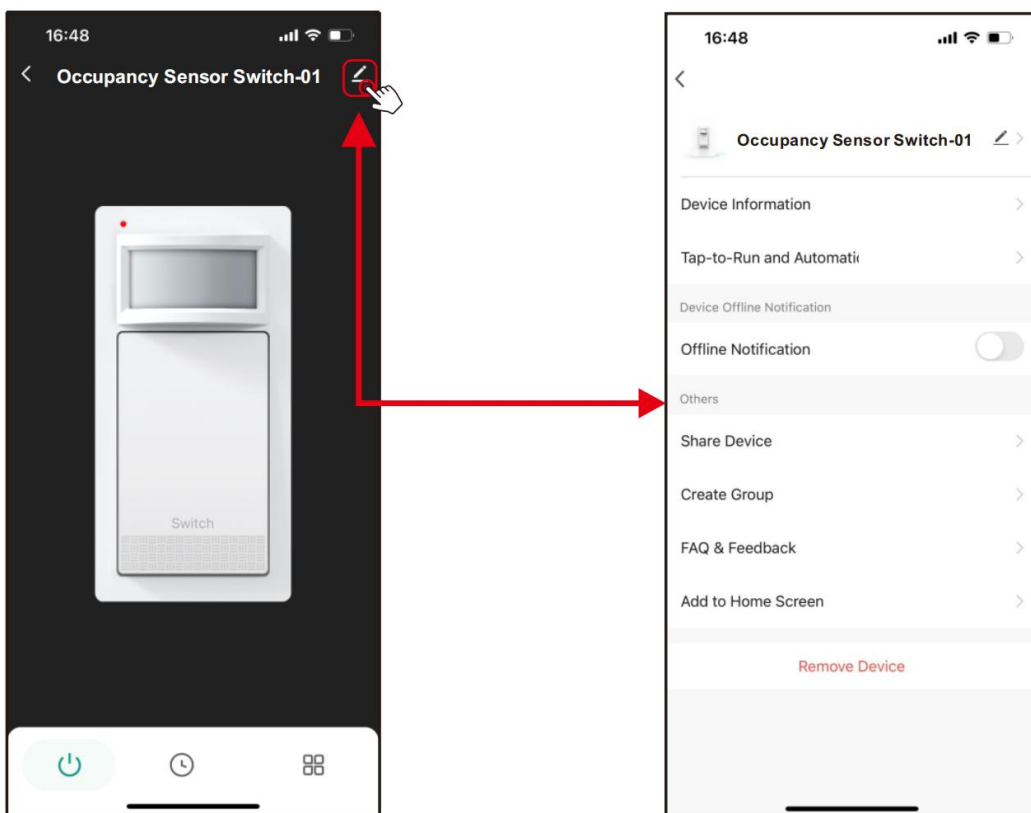 16:48
Occupancy Sensor Switch-01
Switch
16:48
Occupancy Sensor Switch-01
Device Information
Tap-to-Run and Automatic
Device Offline Notification
Offline Notification
Others
Share Device
Create Group
FAQ & Feedback
Add to Home Screen
Remove Device